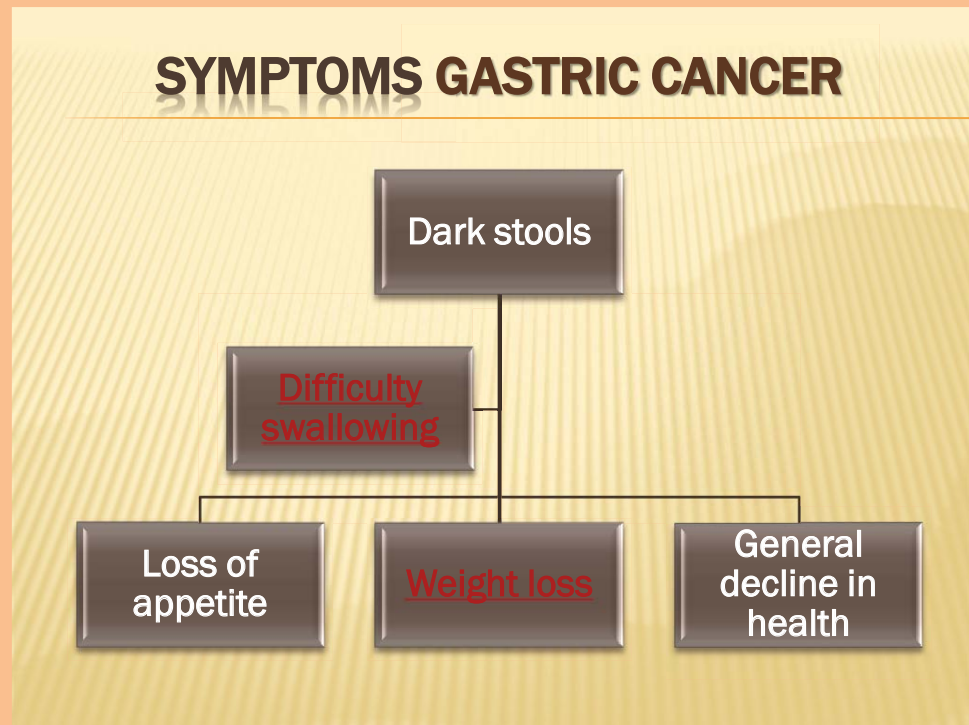 SYMPTOMS GASTRIC CANCER
Dark stools
Difficulty
swallowing
Loss of
appetite
Weight loss
General
decline in
health